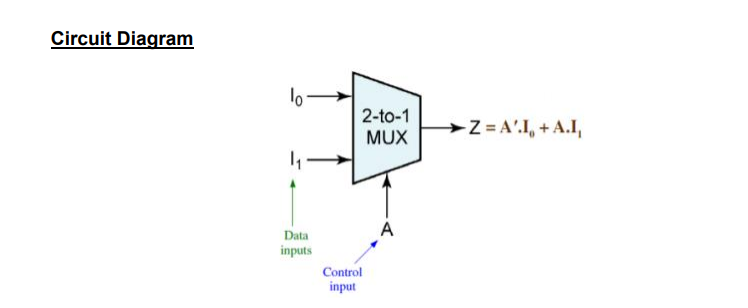 Circuit Diagram
I₀
2-to-1
MUX
Z = A′.I₀ + A.I₁
I₁
A
Data
inputs
Control
input